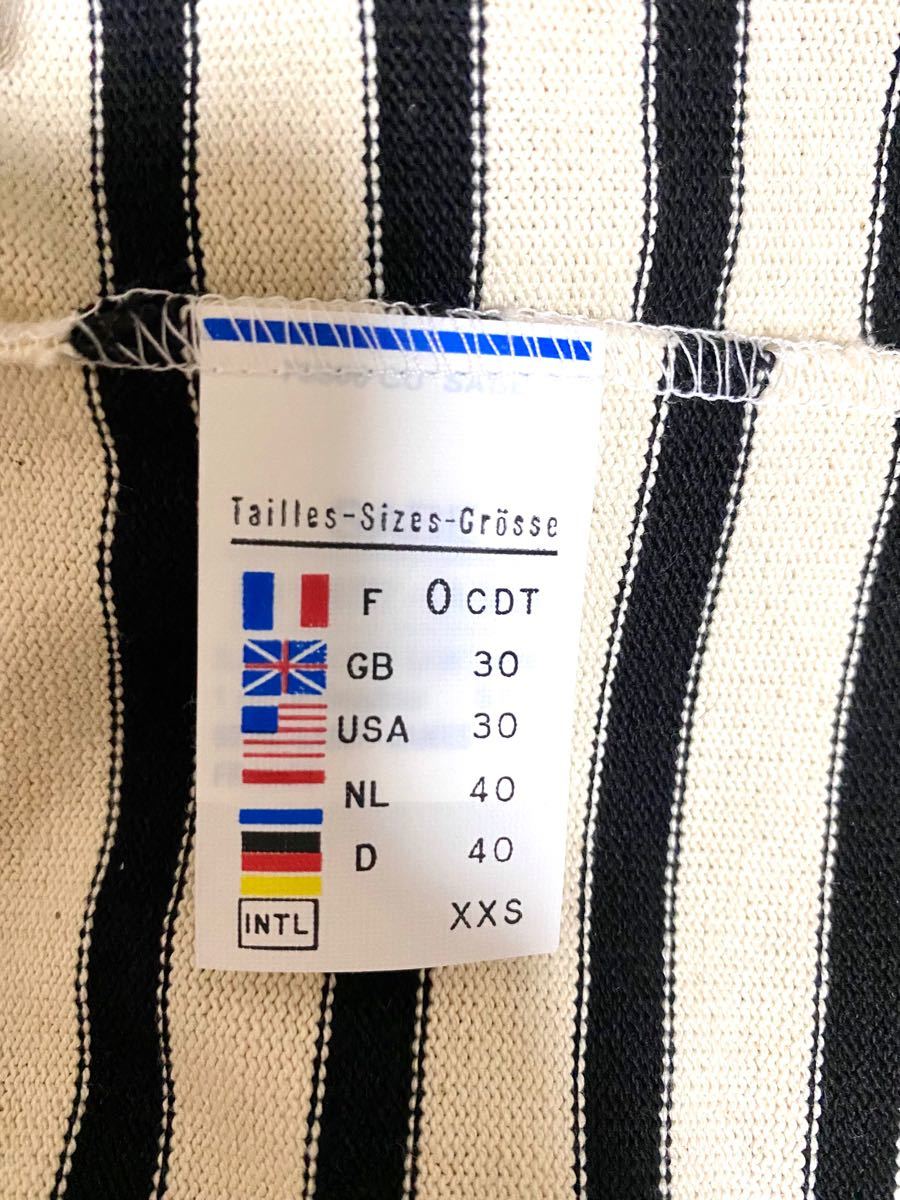 Tailles-Sizes-Grösse
F 0 CDT
GB 30
USA 30
NL 40
D 40
INTL XXS